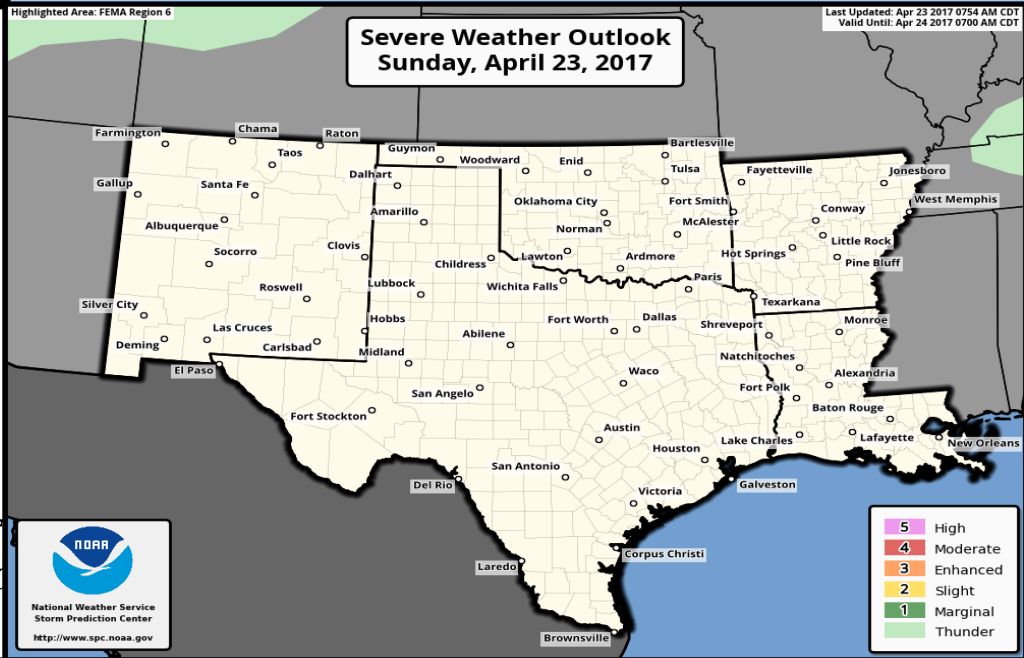 Highlighted Area: FEMA Region 6
Last Updated: Apr 23 2017 0754 AM CDT
Valid Until: Apr 24 2017 0700 AM CDT
Severe Weather Outlook
Sunday, April 23, 2017
Farmington
Chama
Raton
Taos
Guymon
Woodward
Enid
Bartlesville
Tulsa
Fayetteville
Jonesboro
Gallup
Santa Fe
Dalhart
West Memphis
Albuquerque
Amarillo
Oklahoma City
Fort Smith
Conway
Norman
McAlester
Little Rock
Socorro
Clovis
Childress
Lawton
Ardmore
Hot Springs
Pine Bluff
Roswell
Lubbock
Wichita Falls
Paris
Texarkana
Silver City
Las Cruces
Hobbs
Abilene
Fort Worth
Dallas
Shreveport
Monroe
Deming
Carlsbad
Midland
Natchitoches
El Paso
San Angelo
Waco
Fort Polk
Alexandria
Fort Stockton
Austin
Baton Rouge
Houston
Lake Charles
Lafayette
New Orleans
Del Rio
San Antonio
Galveston
Victoria
Laredo
Corpus Christi
Brownsville
NOAA
National Weather Service
Storm Prediction Center
http://www.spc.noaa.gov
5 High
4 Moderate
3 Enhanced
2 Slight
1 Marginal
Thunder